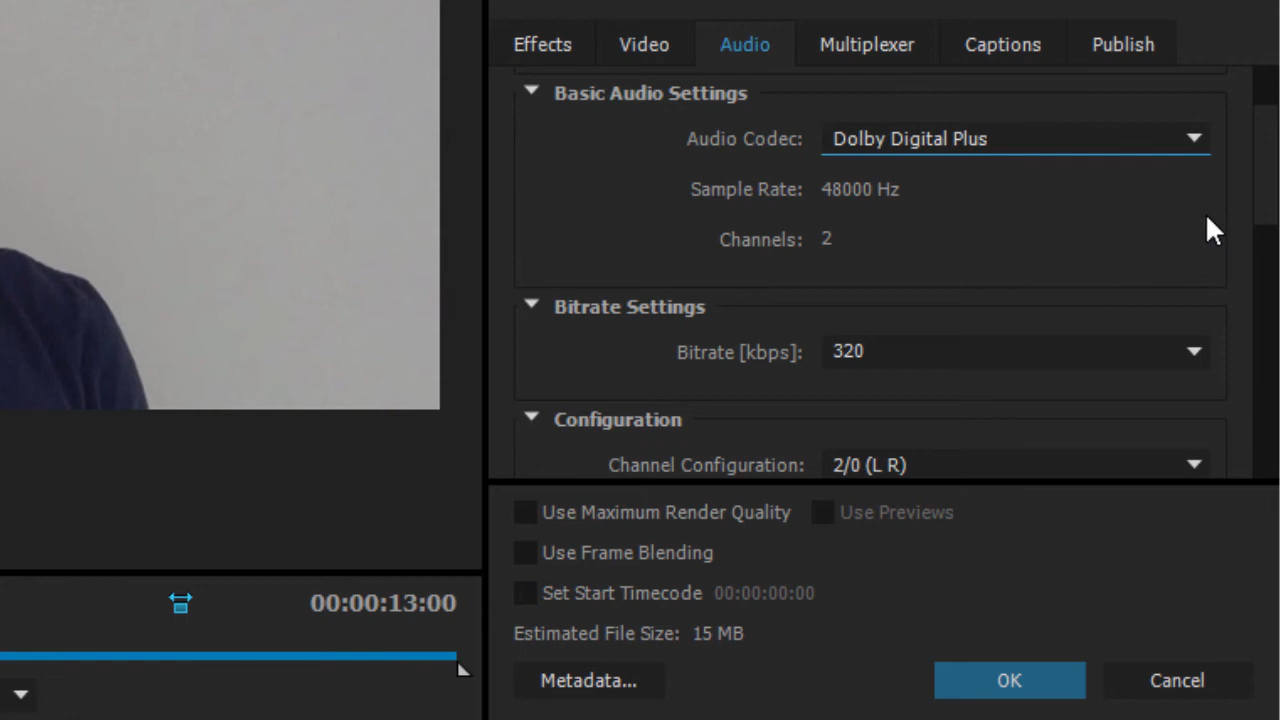 Effects Video Audio Multiplexer Captions Publish
Basic Audio Settings
Audio Codec: Dolby Digital Plus
Sample Rate: 48000 Hz
Channels: 2
Bitrate Settings
Bitrate [kbps]: 320
Configuration
Channel Configuration: 2/0 (L R)
Use Maximum Render Quality Use Previews
Use Frame Blending
Set Start Timecode 00:00:00:00
00:00:13:00
Estimated File Size: 15 MB
Metadata... OK Cancel